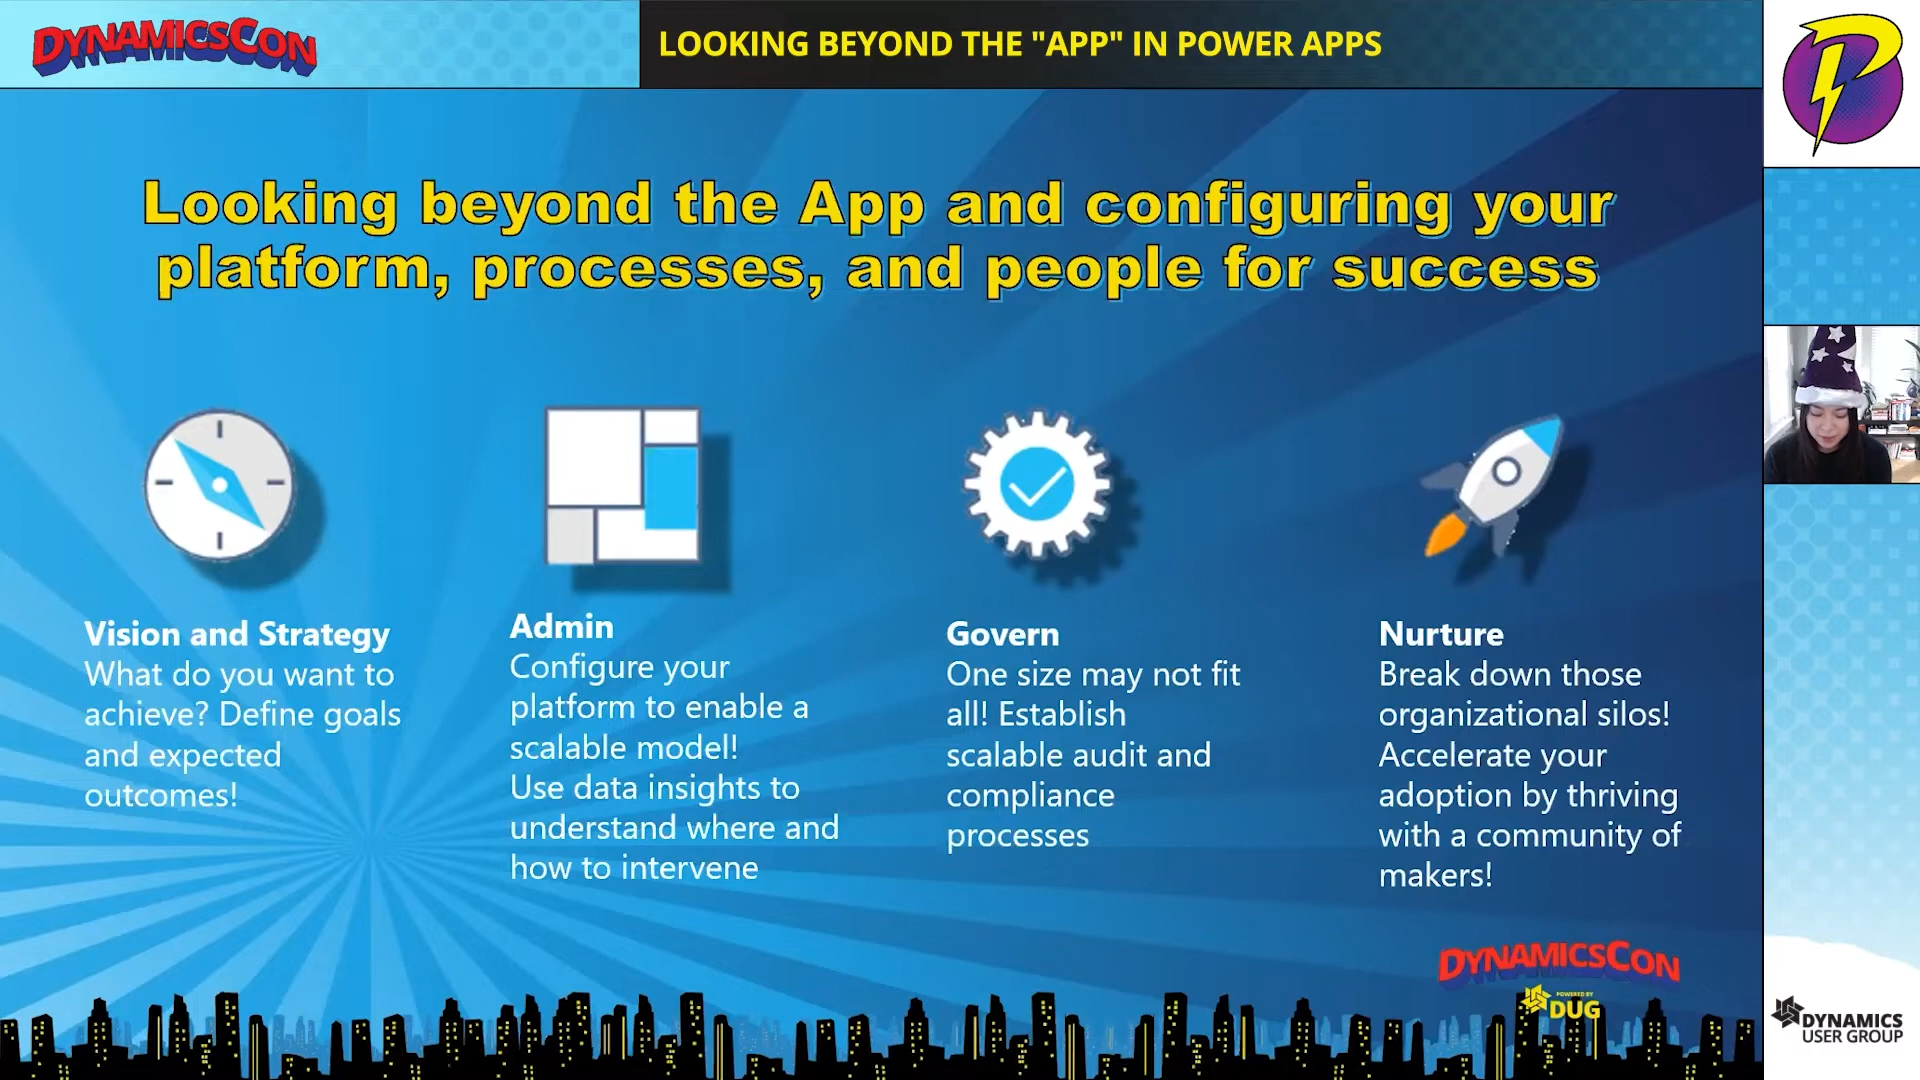 DYNAMICSCON
LOOKING BEYOND THE "APP" IN POWER APPS
P
Looking beyond the App and configuring your
platform, processes, and people for success
Vision and Strategy
What do you want to
achieve? Define goals
and expected
outcomes!
Admin
Configure your
platform to enable a
scalable model!
Use data insights to
understand where and
how to intervene
Govern
One size may not fit
all! Establish
scalable audit and
compliance
processes
Nurture
Break down those
organizational silos!
Accelerate your
adoption by thriving
with a community of
makers!
DYNAMICSCON
POWERED BY
DUG
DYNAMICS
USER GROUP